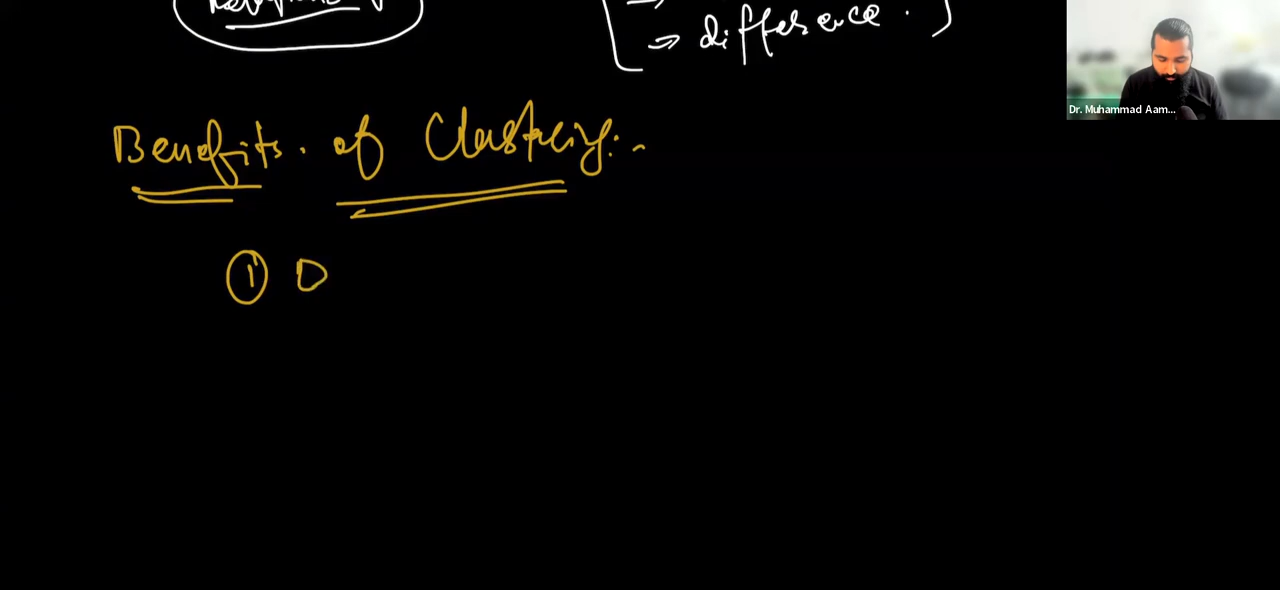 ⇒ difference.
Dr. Muhammad Aam...
Benefits of Clustering:-
① D